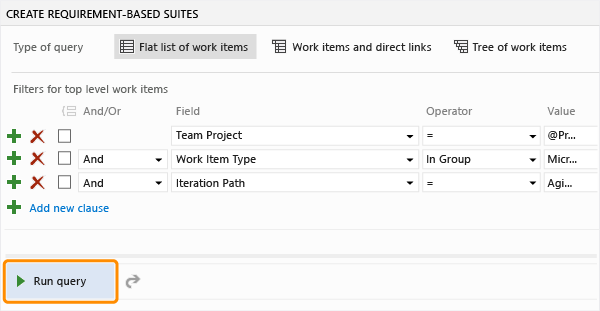 CREATE REQUIREMENT-BASED SUITES
Type of query Flat list of work items Work items and direct links Tree of work items
Filters for top level work items
And/Or Field Operator Value
Team Project = @Pr...
And Work Item Type In Group Micr...
And Iteration Path = Agi...
Add new clause
Run query